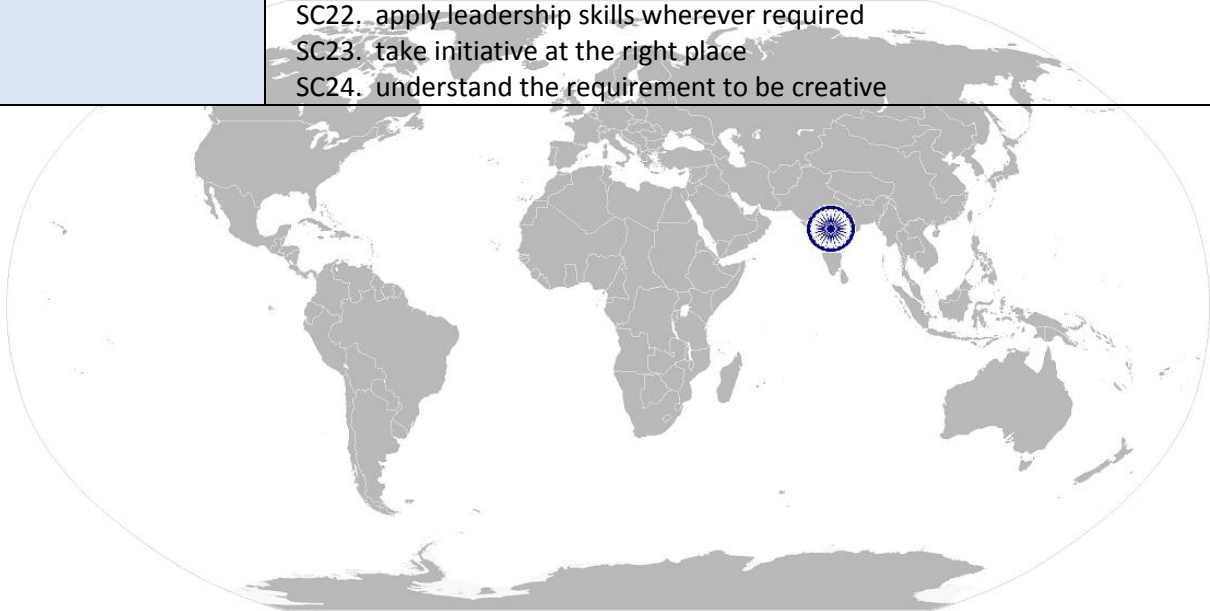 SC22. apply leadership skills wherever required
SC23. take initiative at the right place
SC24. understand the requirement to be creative